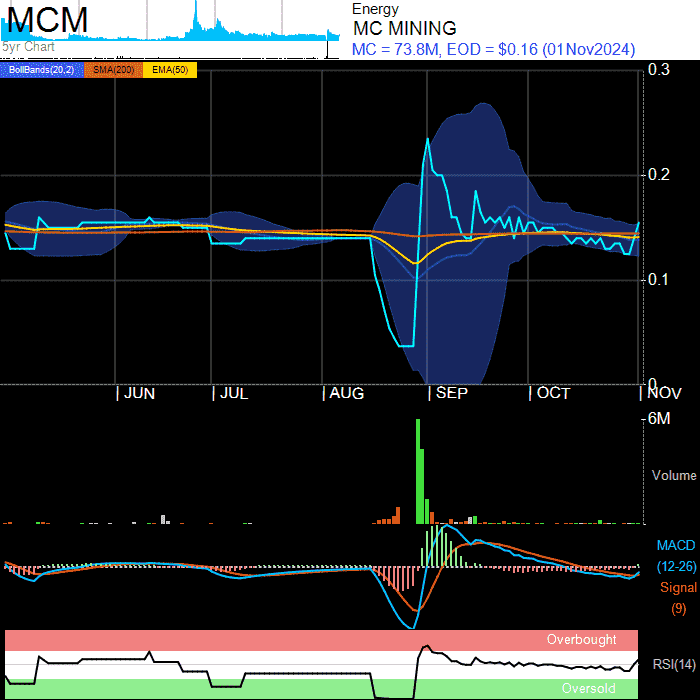 MCM
5yr Chart
Energy
MC MINING
MC = 73.8M, EOD = $0.16 (01Nov2024)
BollBands(20,2) SMA(200) EMA(50)
0.3
0.2
0.1
0
JUN JUL AUG SEP OCT NOV
6M
Volume
MACD
(12-26)
Signal
(9)
Overbought
RSI(14)
Oversold